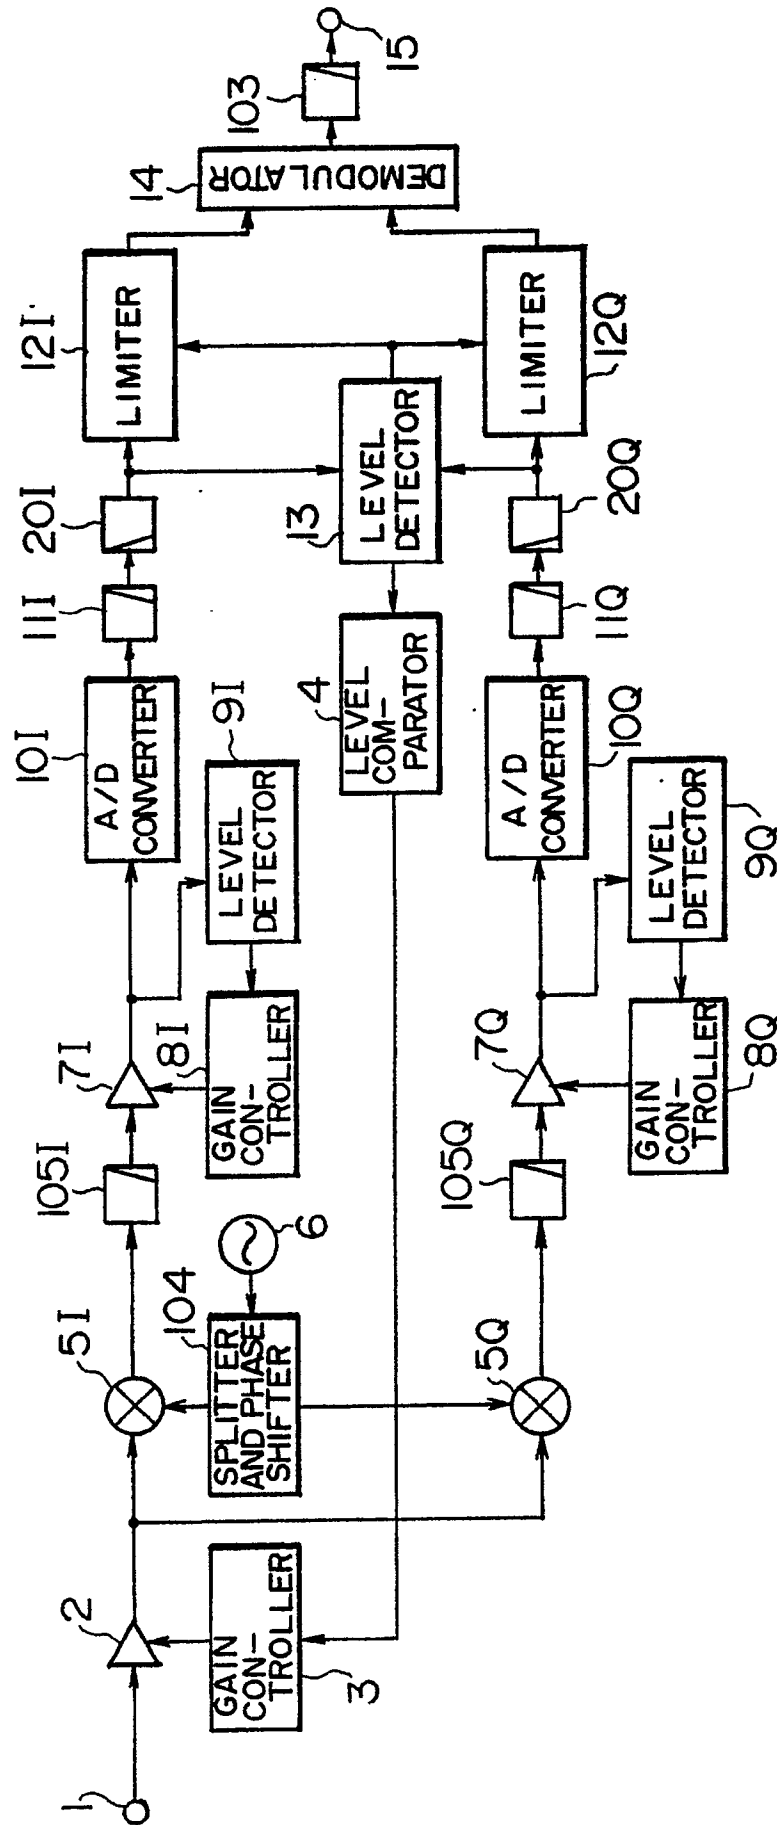 1
2
GAIN
CON-
TROLLER
3
5I
SPLITTER
AND PHASE
SHIFTER
104
6
5Q
105I
105Q
7I
GAIN
CON-
TROLLER
8I
LEVEL
DETECTOR
9I
7Q
GAIN
CON-
TROLLER
8Q
LEVEL
DETECTOR
9Q
A/D
CONVERTER
10I
A/D
CONVERTER
10Q
LEVEL
COM-
PARATOR
4
11I
11Q
20I
20Q
LEVEL
DETECTOR
13
LIMITER
12I
LIMITER
12Q
DEMODULATOR
14
103
15